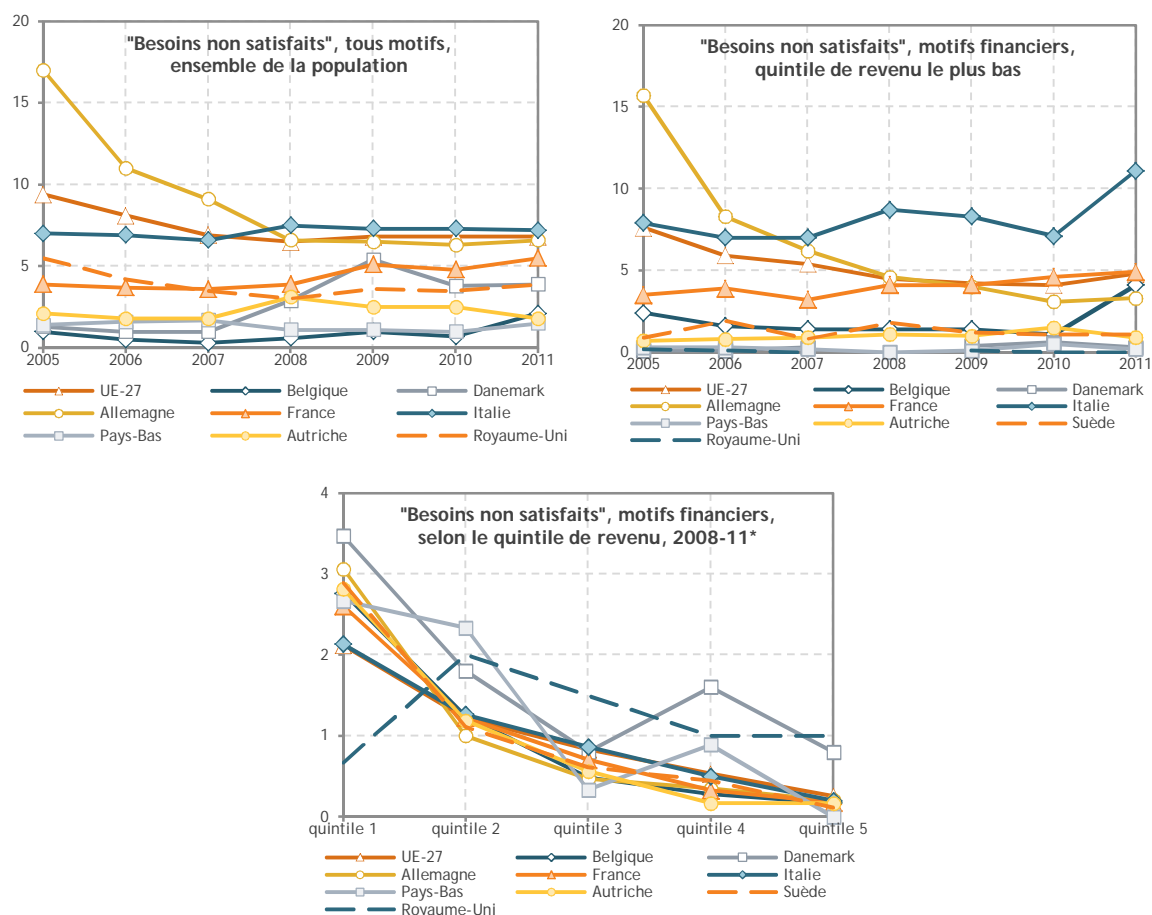 "Besoins non satisfaits", tous motifs,
ensemble de la population
20
15
10
5
0
2005 2006 2007 2008 2009 2010 2011
UE-27 Belgique Danemark
Allemagne France Italie
Pays-Bas Autriche Royaume-Uni
"Besoins non satisfaits", motifs financiers,
quintile de revenu le plus bas
20
15
10
5
0
2005 2006 2007 2008 2009 2010 2011
UE-27 Belgique Danemark
Allemagne France Italie
Pays-Bas Autriche Suède
Royaume-Uni
"Besoins non satisfaits", motifs financiers,
selon le quintile de revenu, 2008-11*
4
3
2
1
0
quintile 1 quintile 2 quintile 3 quintile 4 quintile 5
UE-27 Belgique Danemark
Allemagne France Italie
Pays-Bas Autriche Suède
Royaume-Uni